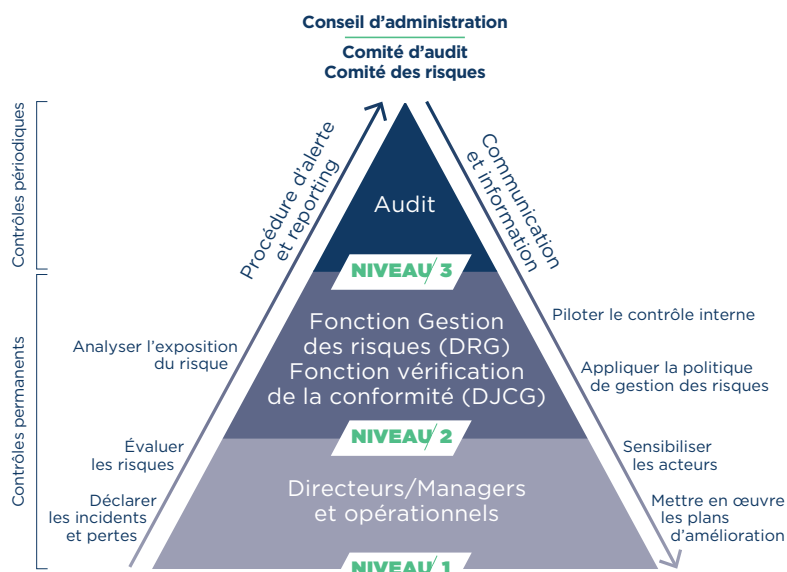 Conseil d’administration
Comité d’audit
Comité des risques
Contrôles périodiques
Procédure d’alerte
et reporting
Communication
et information
Audit
NIVEAU/ 3
Contrôles permanents
Analyser l’exposition
du risque
Fonction Gestion
des risques (DRG)
Fonction vérification
de la conformité (DJCG)
Piloter le contrôle interne
Appliquer la politique
de gestion des risques
NIVEAU/ 2
Évaluer
les risques
Déclarer
les incidents
et pertes
Directeurs/Managers
et opérationnels
Sensibiliser
les acteurs
Mettre en œuvre
les plans
d’amélioration
NIVEAU/ 1